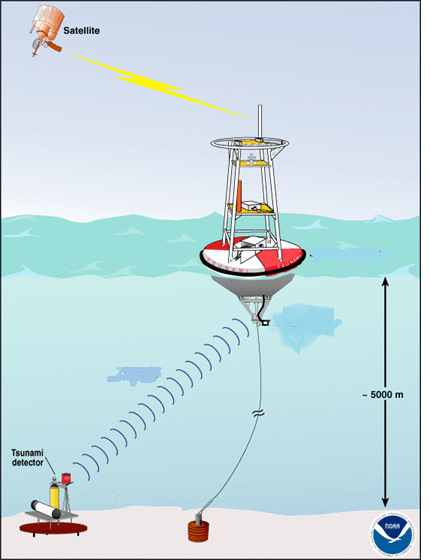 Satellite
~ 5000 m
Tsunami
detector
NOAA